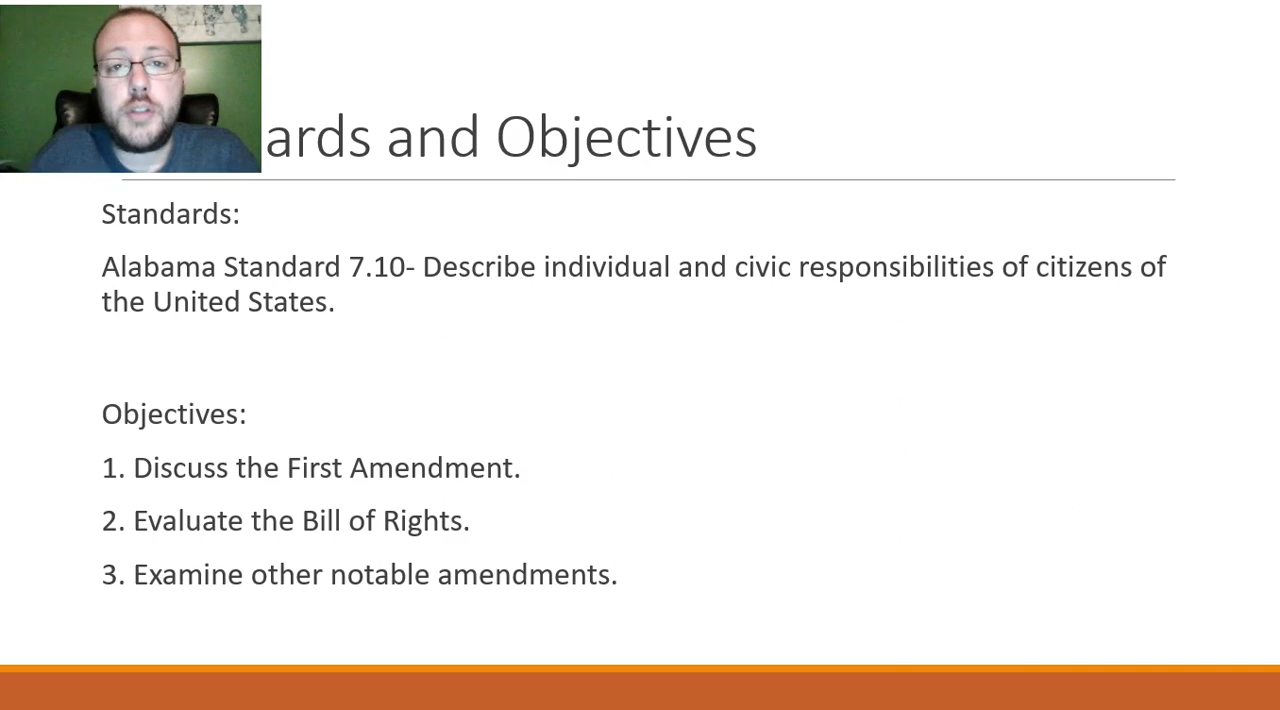 ards and Objectives
Standards:
Alabama Standard 7.10- Describe individual and civic responsibilities of citizens of
the United States.
Objectives:
1. Discuss the First Amendment.
2. Evaluate the Bill of Rights.
3. Examine other notable amendments.